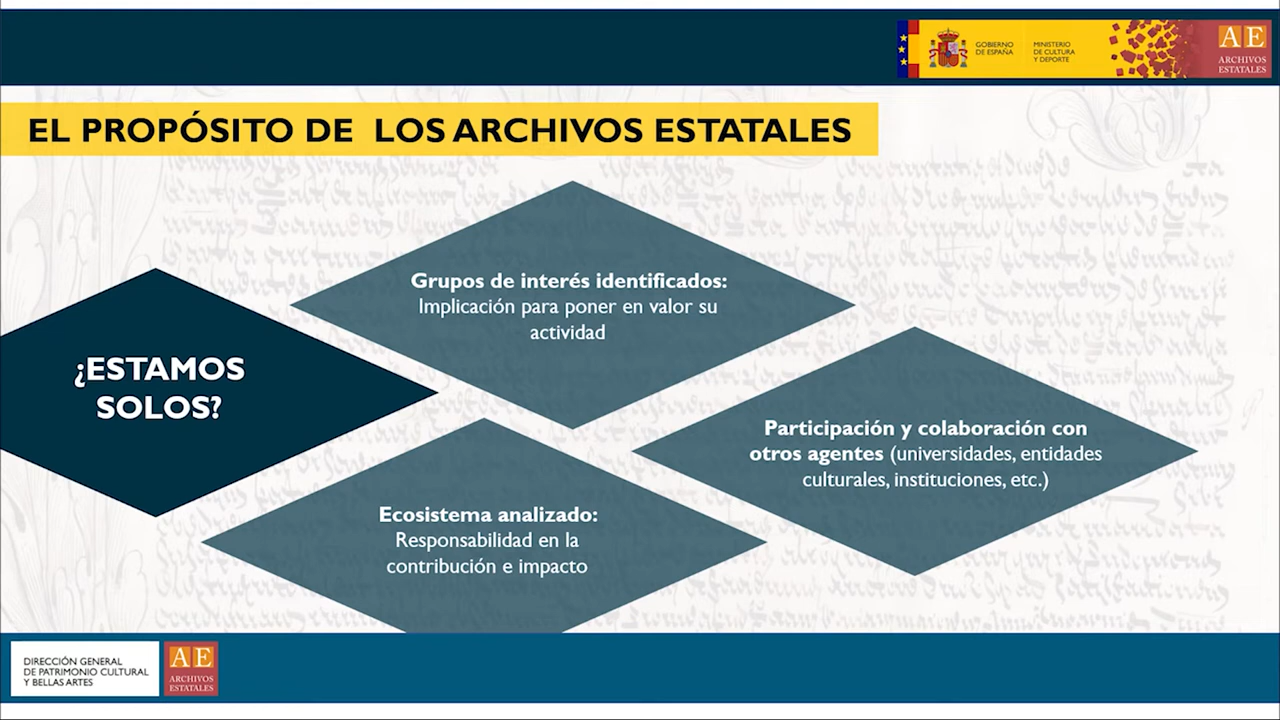 GOBIERNO
DE ESPAÑA
MINISTERIO
DE CULTURA
Y DEPORTE
AE
ARCHIVOS
ESTATALES
EL PROPÓSITO DE LOS ARCHIVOS ESTATALES
¿ESTAMOS
SOLOS?
Grupos de interés identificados:
Implicación para poner en valor su
actividad
Participación y colaboración con
otros agentes (universidades, entidades
culturales, instituciones, etc.)
Ecosistema analizado:
Responsabilidad en la
contribución e impacto
DIRECCIÓN GENERAL
DE PATRIMONIO CULTURAL
Y BELLAS ARTES
AE
ARCHIVOS
ESTATALES